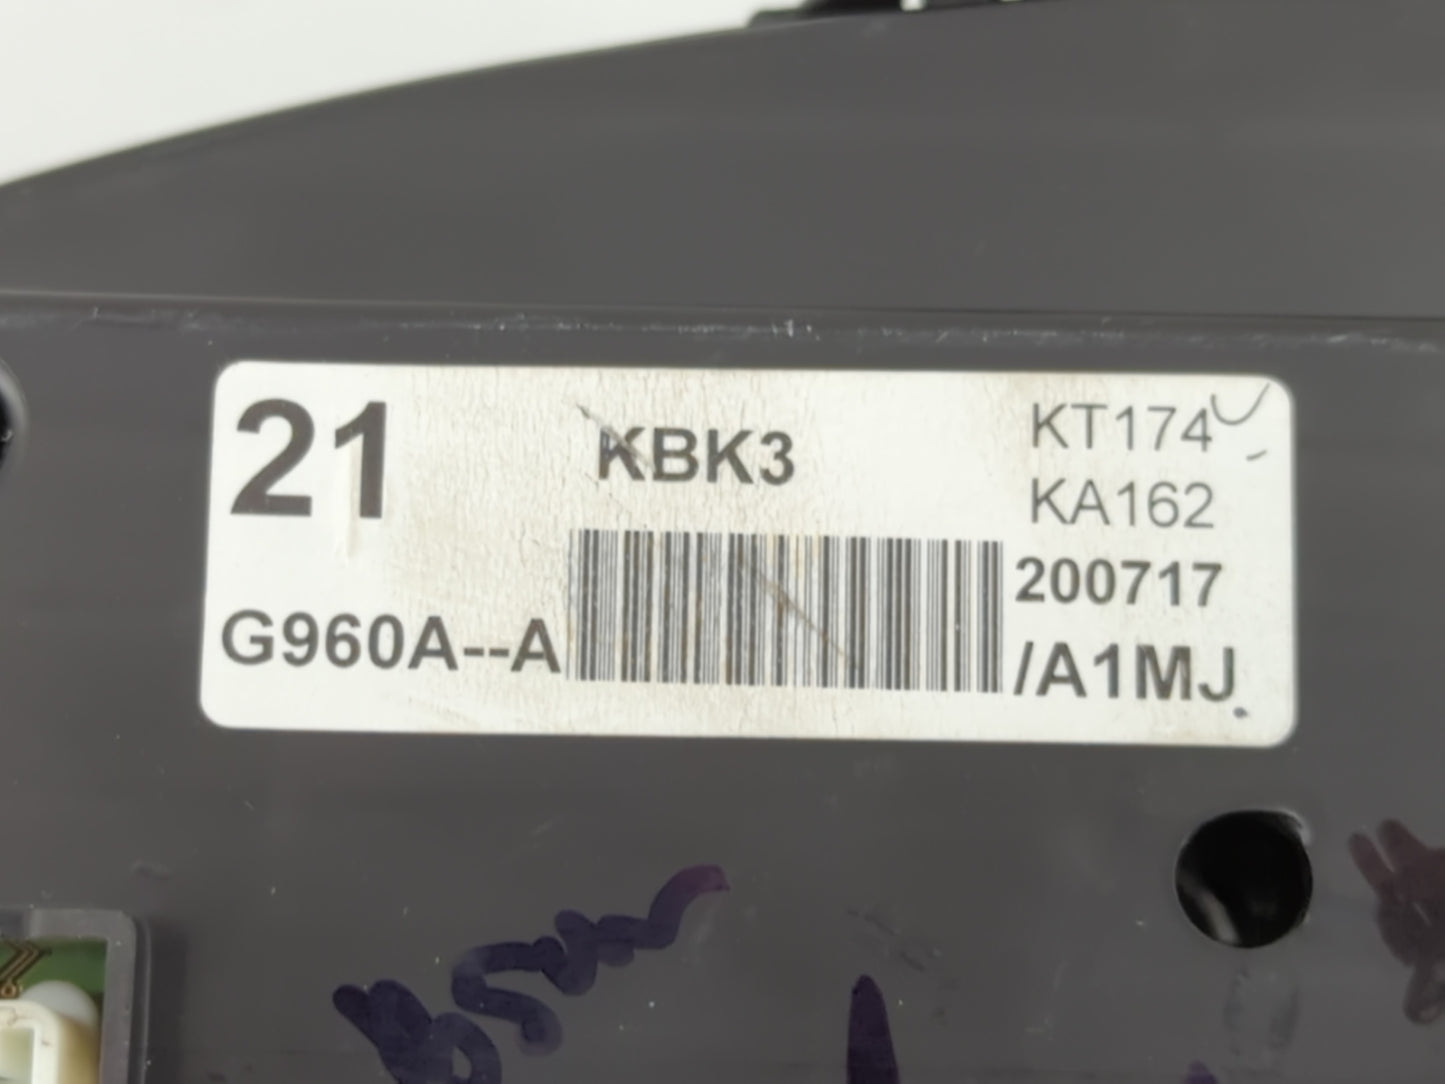 21 KBK3 KT174
KA162
200717
G960A--A /A1MJ